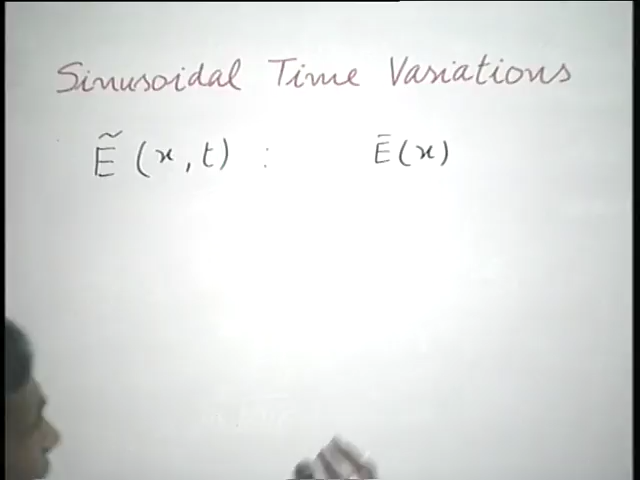 Sinusoidal Time Variations
Ẽ (x, t) : Ē(x)